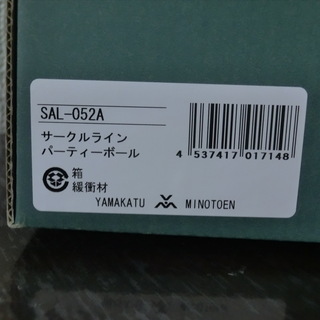 SAL-052A
サークルライン
パーティーボール
4 537417 017148
箱
緩衝材
YAMAKATU MINOTOEN